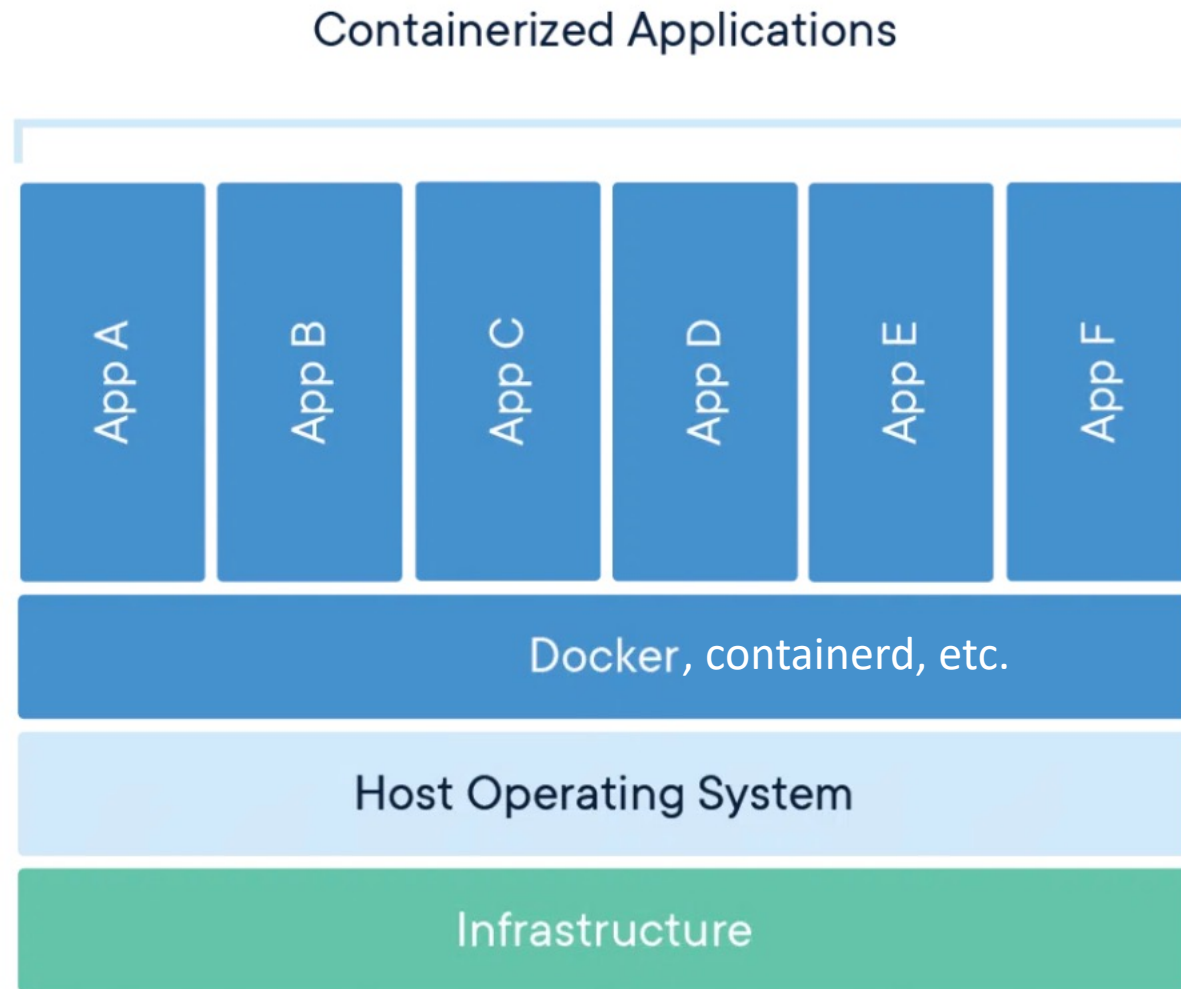 Containerized Applications
App A
App B
App C
App D
App E
App F
Docker, containerd, etc.
Host Operating System
Infrastructure